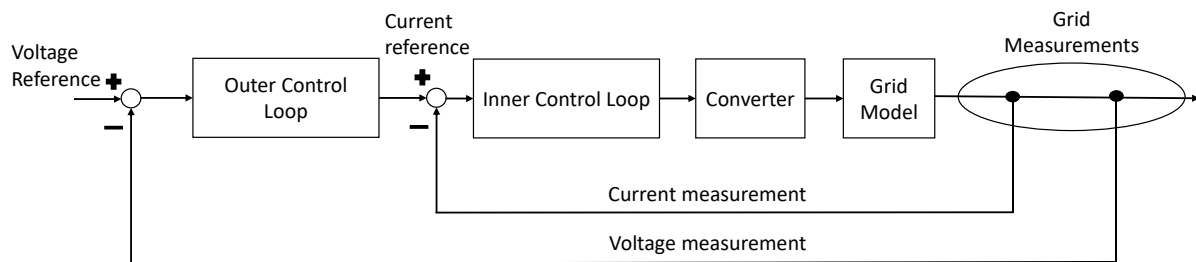 Voltage
Reference
+
−
Outer Control
Loop
Current
reference
+
−
Inner Control Loop
Converter
Grid
Model
Grid
Measurements
Current measurement
Voltage measurement